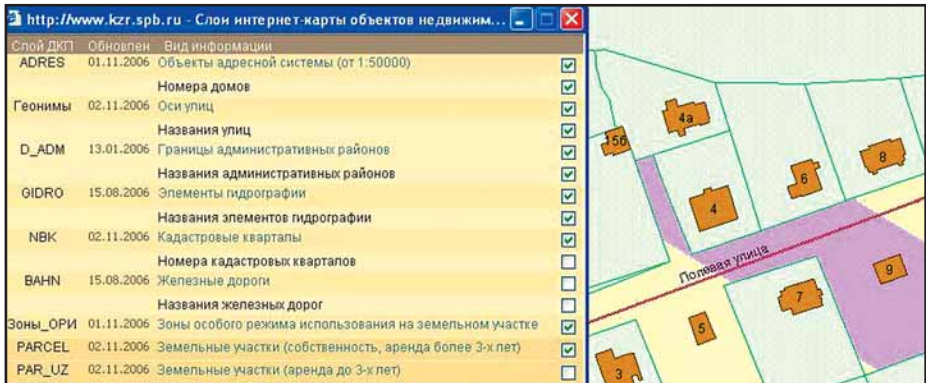 http://www.kzr.spb.ru - Слои интернет-карты объектов недвижим...
Слой ДКП Обновлен Вид информации
ADRES 01.11.2006 Объекты адресной системы (от 1:50000)
Номера домов
Геонимы 02.11.2006 Оси улиц
Названия улиц
D_ADM 13.01.2006 Границы административных районов
Названия административных районов
GIDRO 15.08.2006 Элементы гидрографии
Названия элементов гидрографии
NBK 02.11.2006 Кадастровые кварталы
Номера кадастровых кварталов
BAHN 15.08.2006 Железные дороги
Названия железных дорог
Зоны_ОРИ 01.11.2006 Зоны особого режима использования на земельном участке
PARCEL 02.11.2006 Земельные участки (собственность, аренда более 3-х лет)
PAR_UZ 02.11.2006 Земельные участки (аренда до 3-х лет)
4а
15б
8
6
4
Полевая улица
9
7
5
3